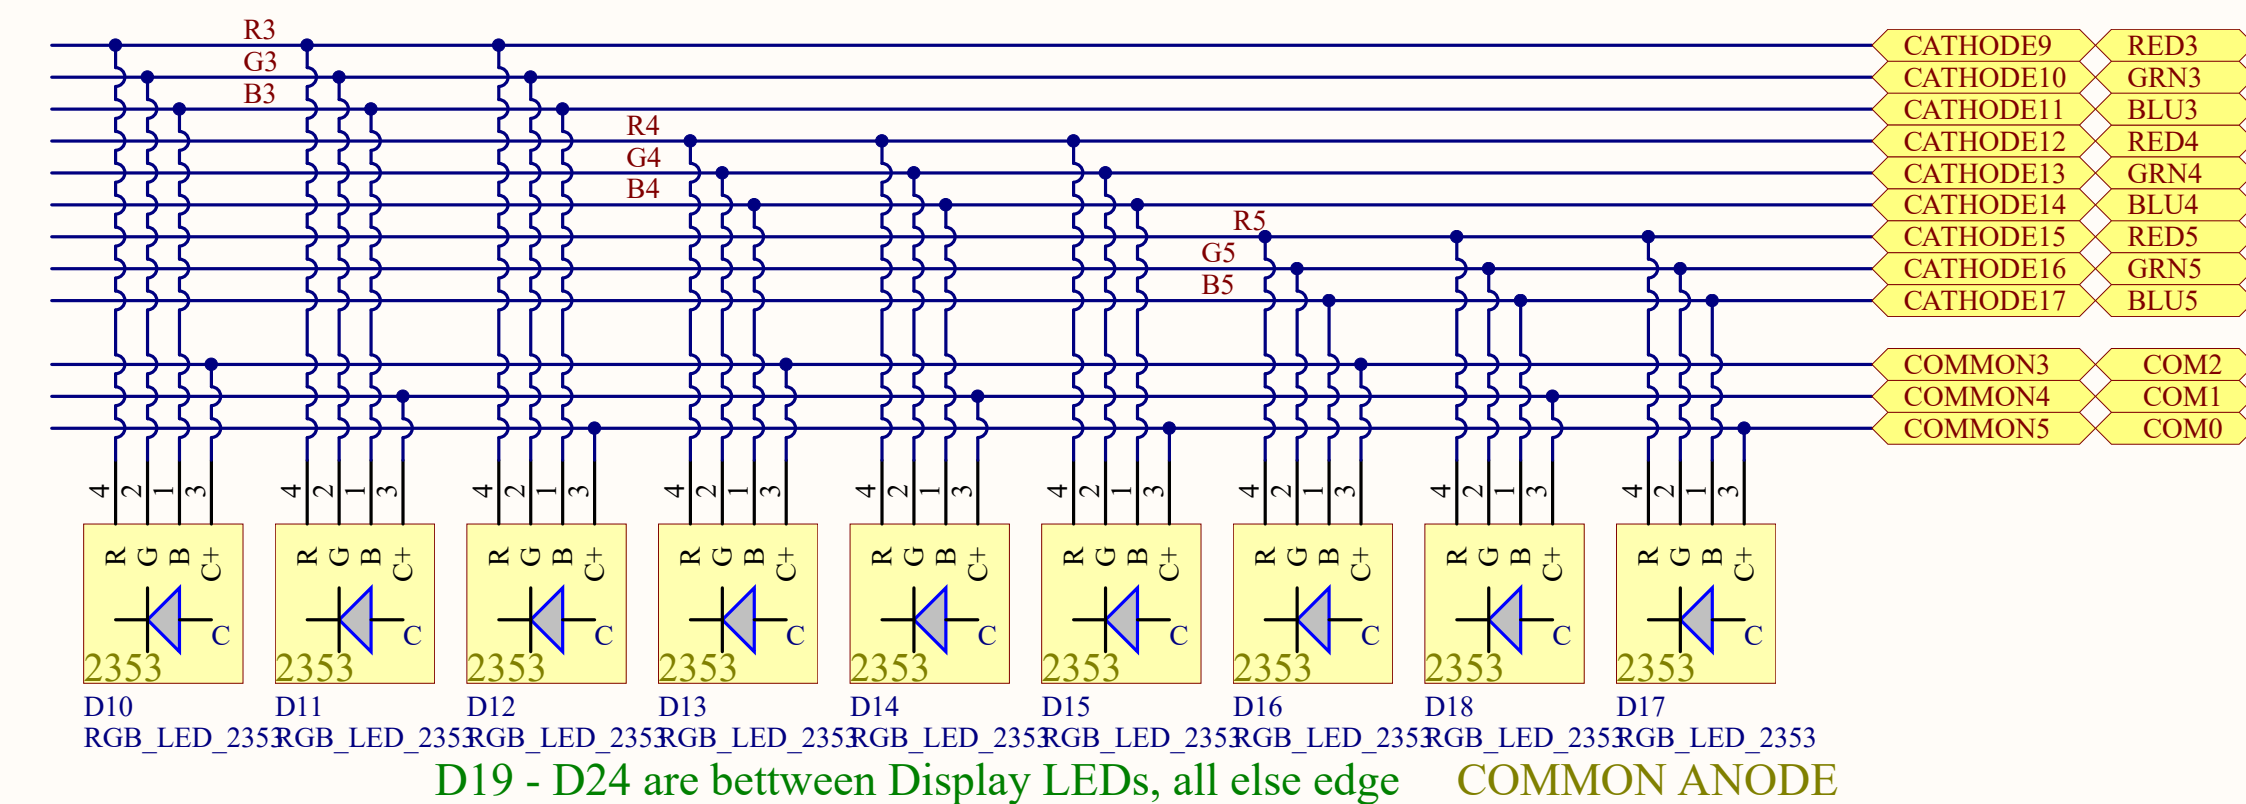 R3
CATHODE9 RED3
G3
CATHODE10 GRN3
B3
CATHODE11 BLU3
R4
CATHODE12 RED4
G4
CATHODE13 GRN4
B4
CATHODE14 BLU4
R5
CATHODE15 RED5
G5
CATHODE16 GRN5
B5
CATHODE17 BLU5
COMMON3 COM2
COMMON4 COM1
COMMON5 COM0
4 2 1 3 4 2 1 3 4 2 1 3 4 2 1 3 4 2 1 3 4 2 1 3 4 2 1 3 4 2 1 3 4 2 1 3
R G B C+ R G B C+ R G B C+ R G B C+ R G B C+ R G B C+ R G B C+ R G B C+ R G B C+
C C C C C C C C C
2353 2353 2353 2353 2353 2353 2353 2353 2353
D10 D11 D12 D13 D14 D15 D16 D18 D17
RGB_LED_2353 RGB_LED_2353 RGB_LED_2353 RGB_LED_2353 RGB_LED_2353 RGB_LED_2353 RGB_LED_2353 RGB_LED_2353 RGB_LED_2353
D19 - D24 are bettween Display LEDs, all else edge COMMON ANODE